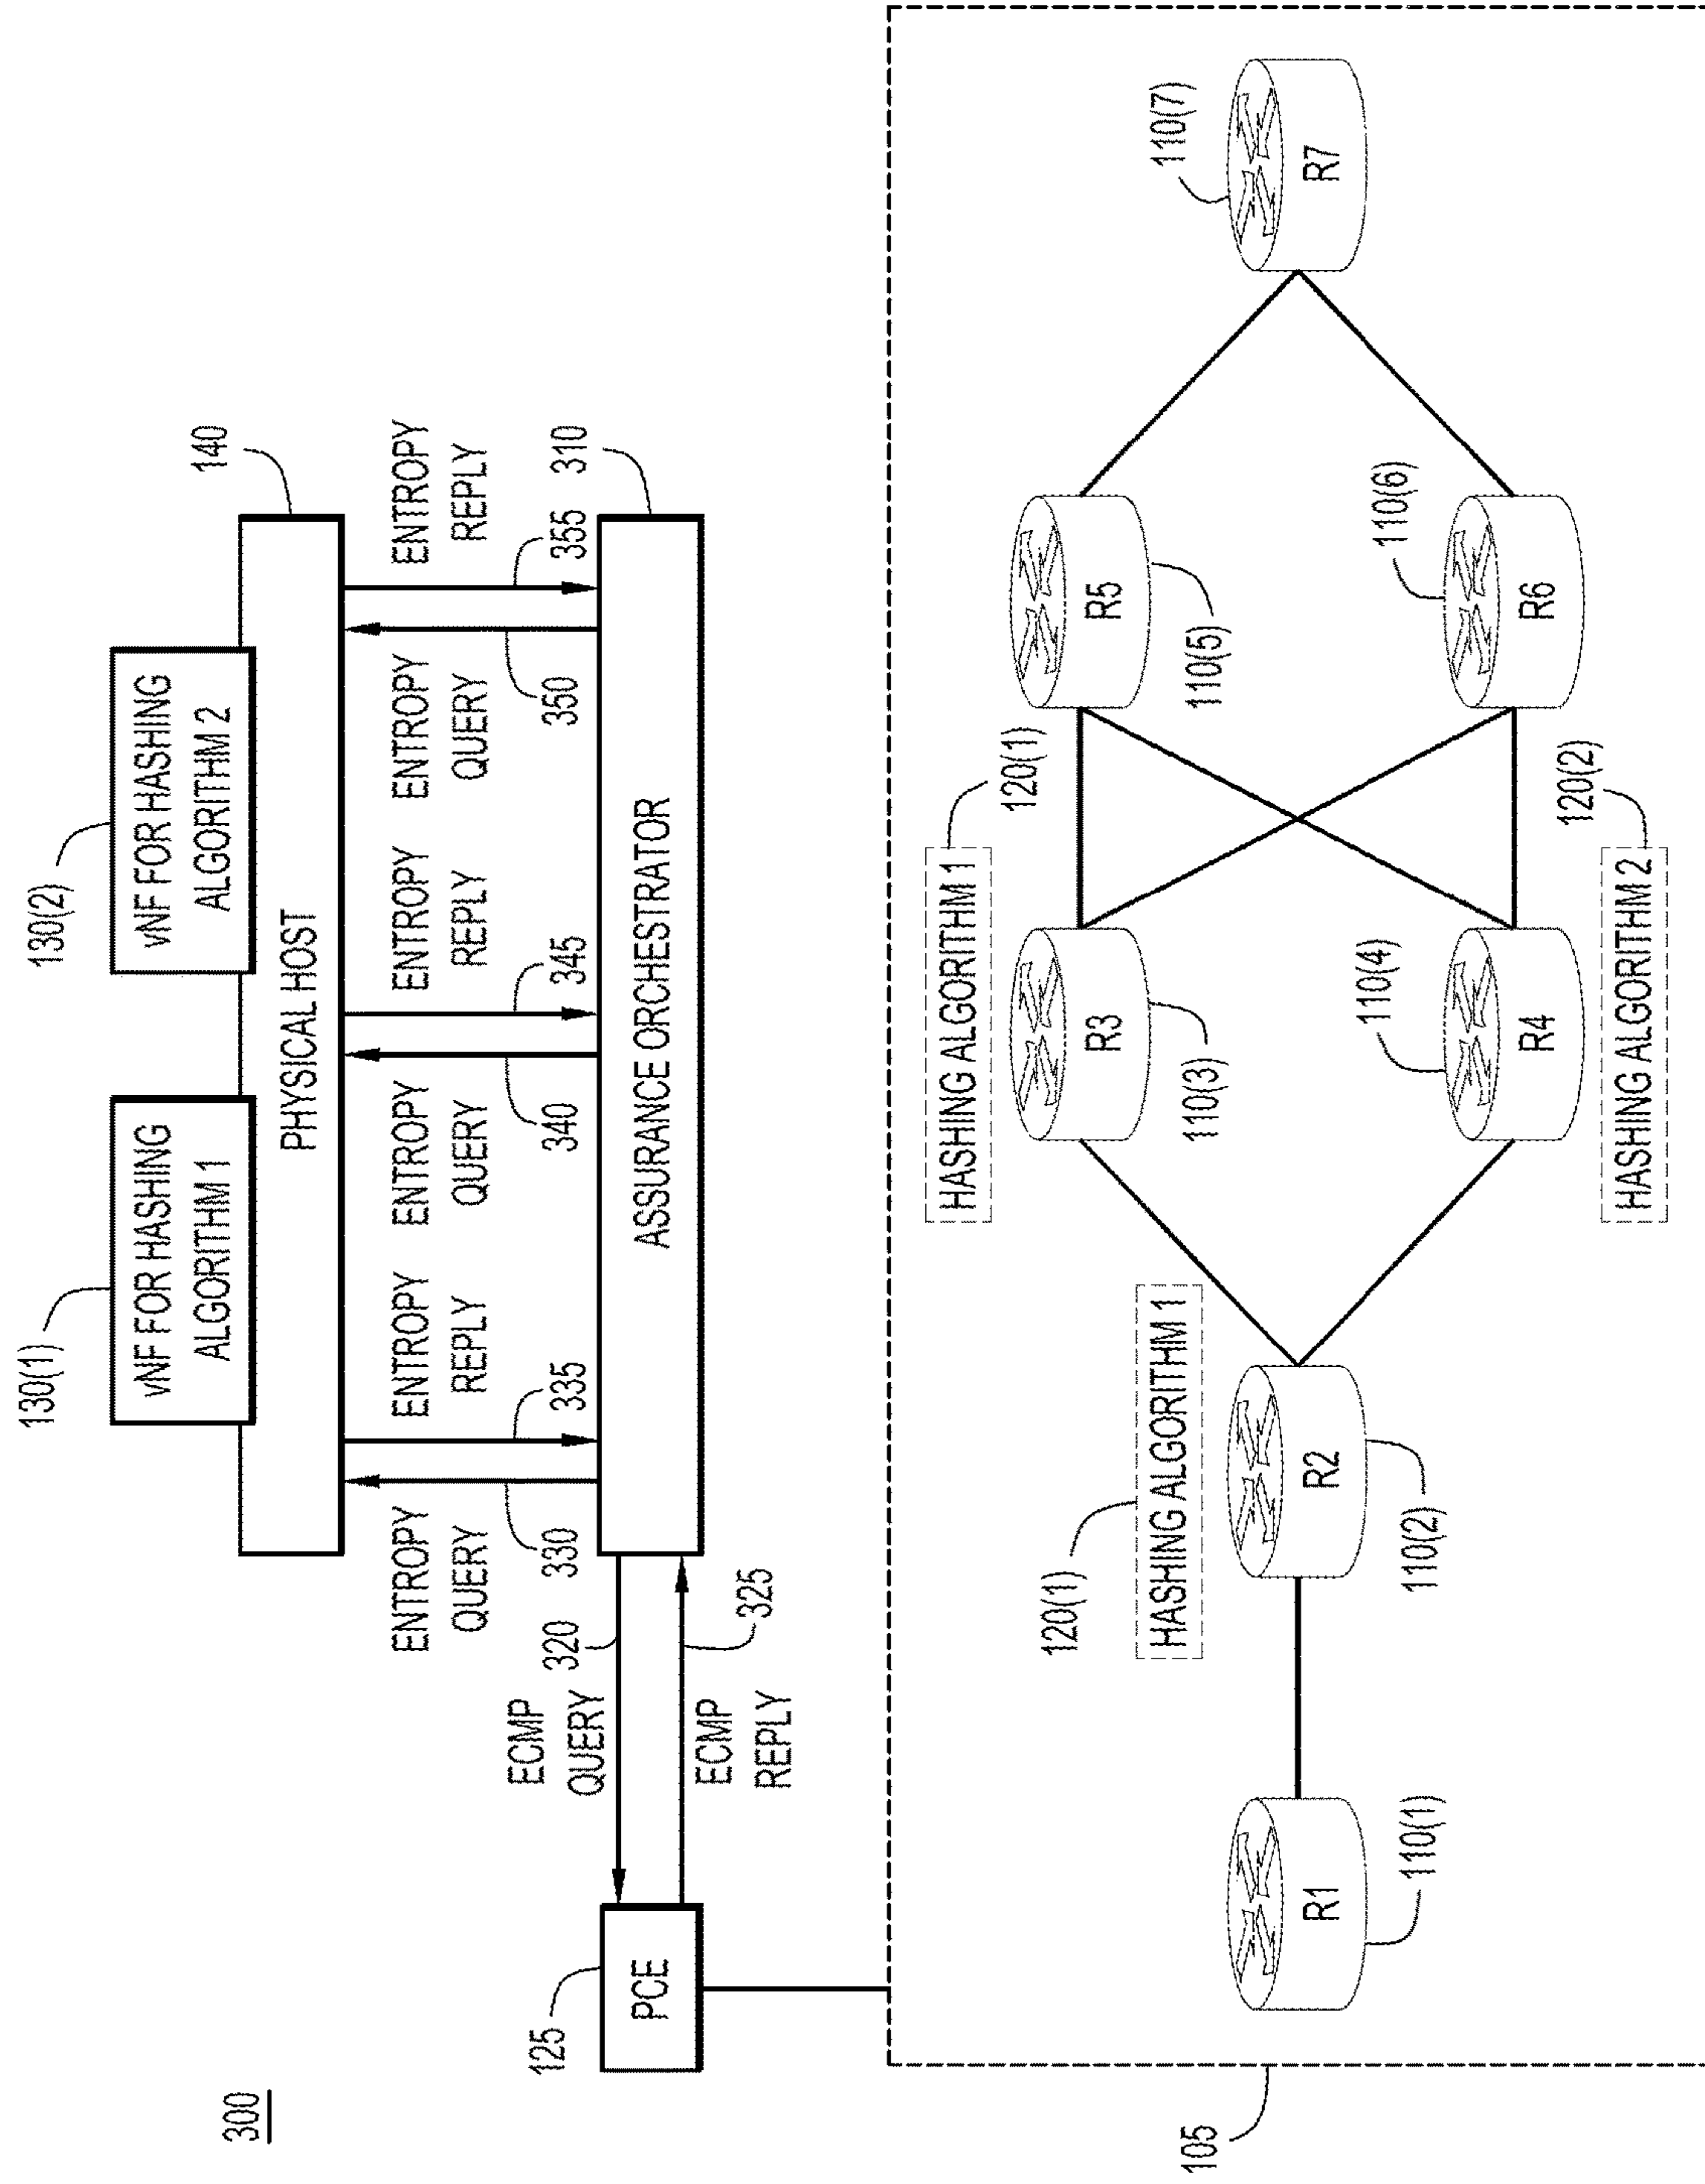 300
130(1)
130(2)
vNF FOR HASHING
ALGORITHM 1
vNF FOR HASHING
ALGORITHM 2
140
PHYSICAL HOST
ENTROPY
QUERY
330
ENTROPY
REPLY
335
ENTROPY
QUERY
340
ENTROPY
REPLY
345
ENTROPY
QUERY
350
ENTROPY
REPLY
355
310
ASSURANCE ORCHESTRATOR
125
PCE
ECMP
QUERY
320
ECMP
REPLY
325
105
R1
110(1)
120(1)
HASHING ALGORITHM 1
R2
110(2)
HASHING ALGORITHM 1
120(1)
R3
110(3)
110(4)
R4
HASHING ALGORITHM 2
120(2)
R5
110(5)
110(6)
R6
110(7)
R7